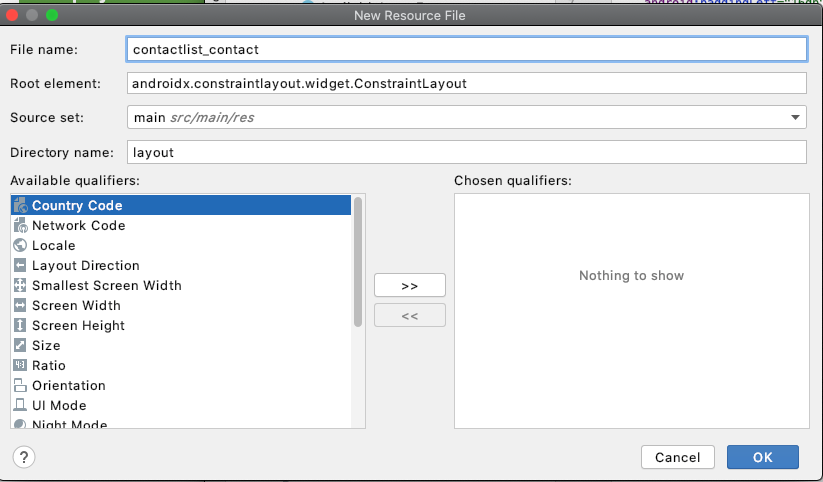 New Resource File
File name: contactlist_contact
Root element: androidx.constraintlayout.widget.ConstraintLayout
Source set: main src/main/res
Directory name: layout
Available qualifiers:
Chosen qualifiers:
Country Code
Network Code
Locale
Layout Direction
Smallest Screen Width
Screen Width
Screen Height
Size
Ratio
Orientation
UI Mode
Night Mode
>>
<<
Nothing to show
?
Cancel
OK